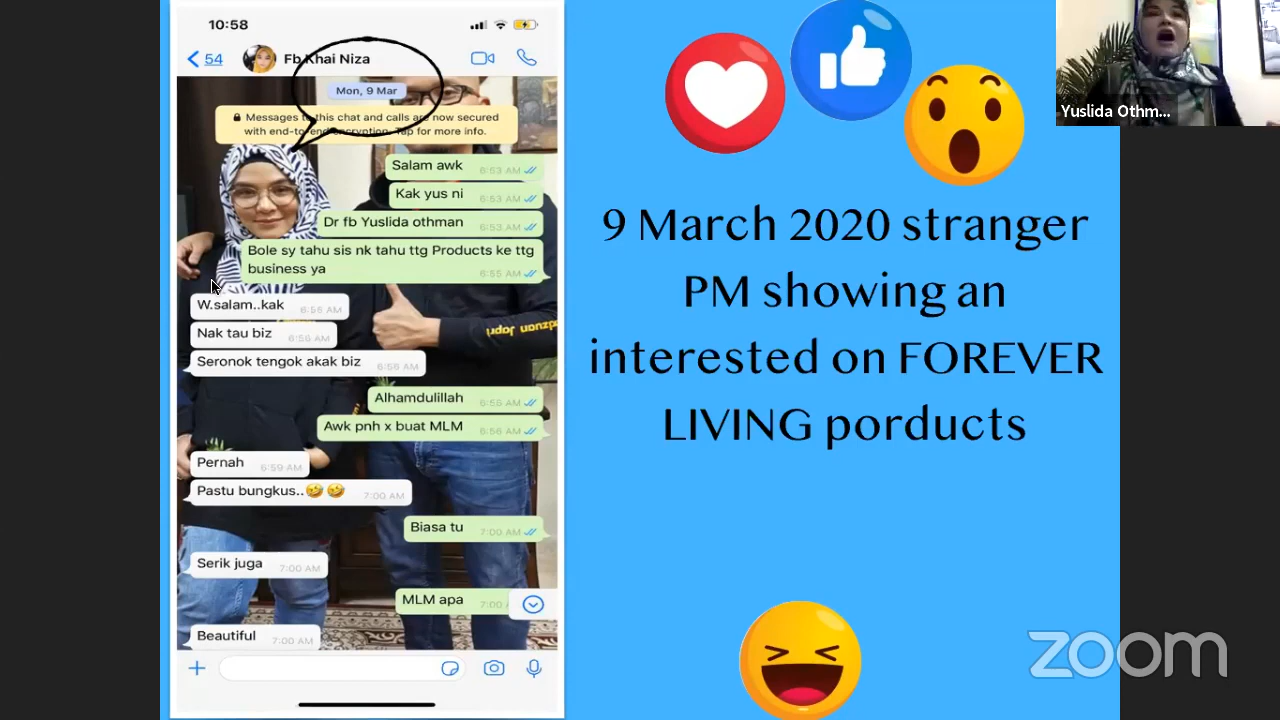 10:58
54
Fb Khai Niza
Mon, 9 Mar
Messages to this chat and calls are now secured
with end-to-end encryption. Tap for more info.
Salam awk
6:53 AM
Kak yus ni
6:53 AM
Dr fb Yuslida othman
6:53 AM
Bole sy tahu sis nk tahu ttg Products ke ttg
business ya
6:55 AM
W.salam..kak
6:55 AM
Nak tau biz
6:56 AM
Seronok tengok akak biz
6:56 AM
Alhamdulillah
6:55 AM
Awk pnh x buat MLM
6:56 AM
Pernah
6:59 AM
Pastu bungkus..🤣🤣
7:00 AM
Biasa tu
7:00 AM
Serik juga
7:00 AM
MLM apa
7:00
Beautiful
7:00 AM
9 March 2020 stranger
PM showing an
interested on FOREVER
LIVING porducts
Yuslida Othm...
zoom